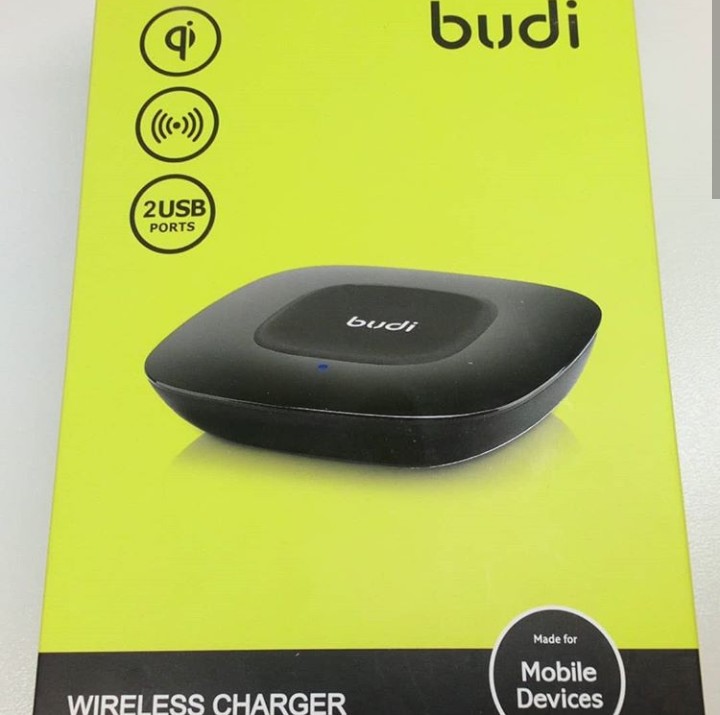 qi
budi
2USB
PORTS
budi
Made for
Mobile
Devices
WIRELESS CHARGER